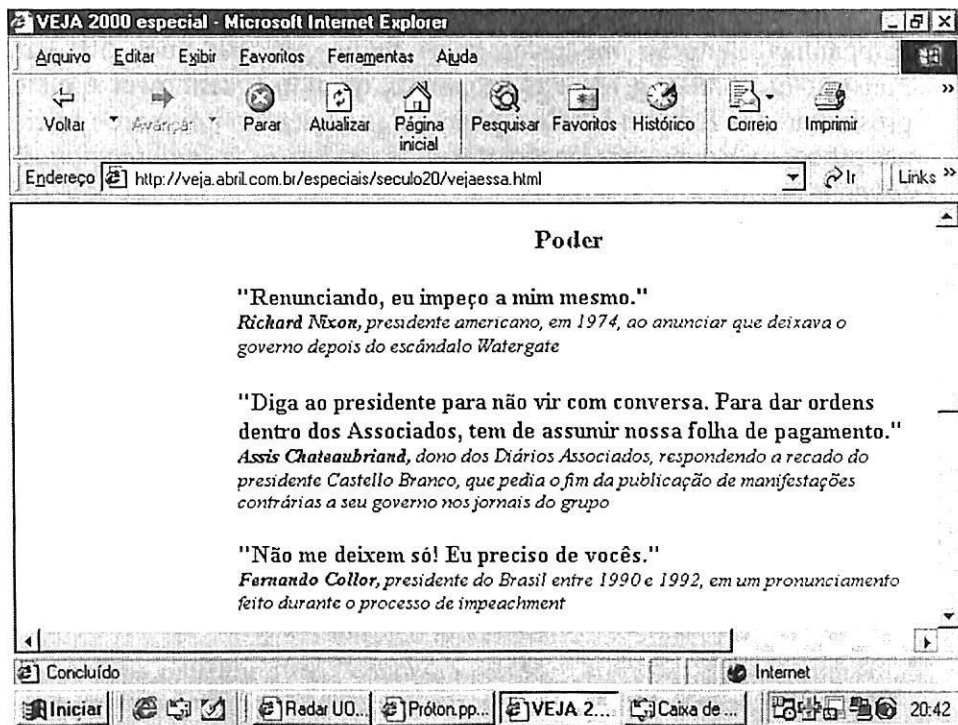 VEJA 2000 especial - Microsoft Internet Explorer
Arquivo Editar Exibir Favoritos Ferramentas Ajuda
Voltar Avançar Parar Atualizar Página inicial Pesquisar Favoritos Histórico Correio Imprimir »
Endereço http://veja.abril.com.br/especiais/seculo20/vejaessa.html Ir Links »
Poder
"Renunciando, eu impeço a mim mesmo."
Richard Nixon, presidente americano, em 1974, ao anunciar que deixava o
governo depois do escândalo Watergate
"Diga ao presidente para não vir com conversa. Para dar ordens
dentro dos Associados, tem de assumir nossa folha de pagamento."
Assis Chateaubriand, dono dos Diários Associados, respondendo a recado do
presidente Castello Branco, que pedia o fim da publicação de manifestações
contrárias a seu governo nos jornais do grupo
"Não me deixem só! Eu preciso de vocês."
Fernando Collor, presidente do Brasil entre 1990 e 1992, em um pronunciamento
feito durante o processo de impeachment
Concluído Internet
Iniciar Radar UO... Próton.pp... VEJA 2... Caixa de ... 20:42